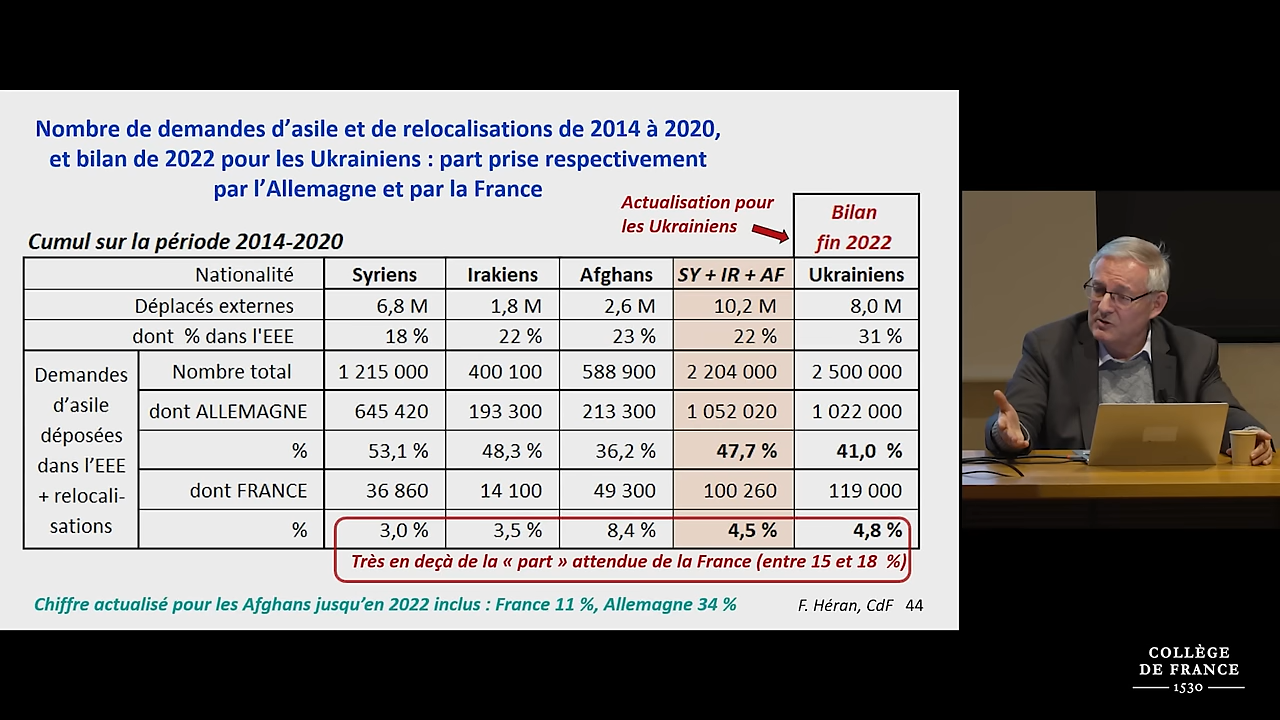 Nombre de demandes d'asile et de relocalisations de 2014 à 2020,
et bilan de 2022 pour les Ukrainiens : part prise respectivement
par l'Allemagne et par la France
Actualisation pour
les Ukrainiens
Bilan
fin 2022
Cumul sur la période 2014-2020
Nationalité Syriens Irakiens Afghans SY + IR + AF Ukrainiens
Déplacés externes 6,8 M 1,8 M 2,6 M 10,2 M 8,0 M
dont % dans l'EEE 18 % 22 % 23 % 22 % 31 %
Demandes
d'asile
déposées
dans l'EEE
+ relocali-
sations
Nombre total 1 215 000 400 100 588 900 2 204 000 2 500 000
dont ALLEMAGNE 645 420 193 300 213 300 1 052 020 1 022 000
% 53,1 % 48,3 % 36,2 % 47,7 % 41,0 %
dont FRANCE 36 860 14 100 49 300 100 260 119 000
% 3,0 % 3,5 % 8,4 % 4,5 % 4,8 %
Très en deçà de la « part » attendue de la France (entre 15 et 18 %)
Chiffre actualisé pour les Afghans jusqu'en 2022 inclus : France 11 %, Allemagne 34 %
F. Héran, CdF 44
COLLÈGE
DE FRANCE
1530